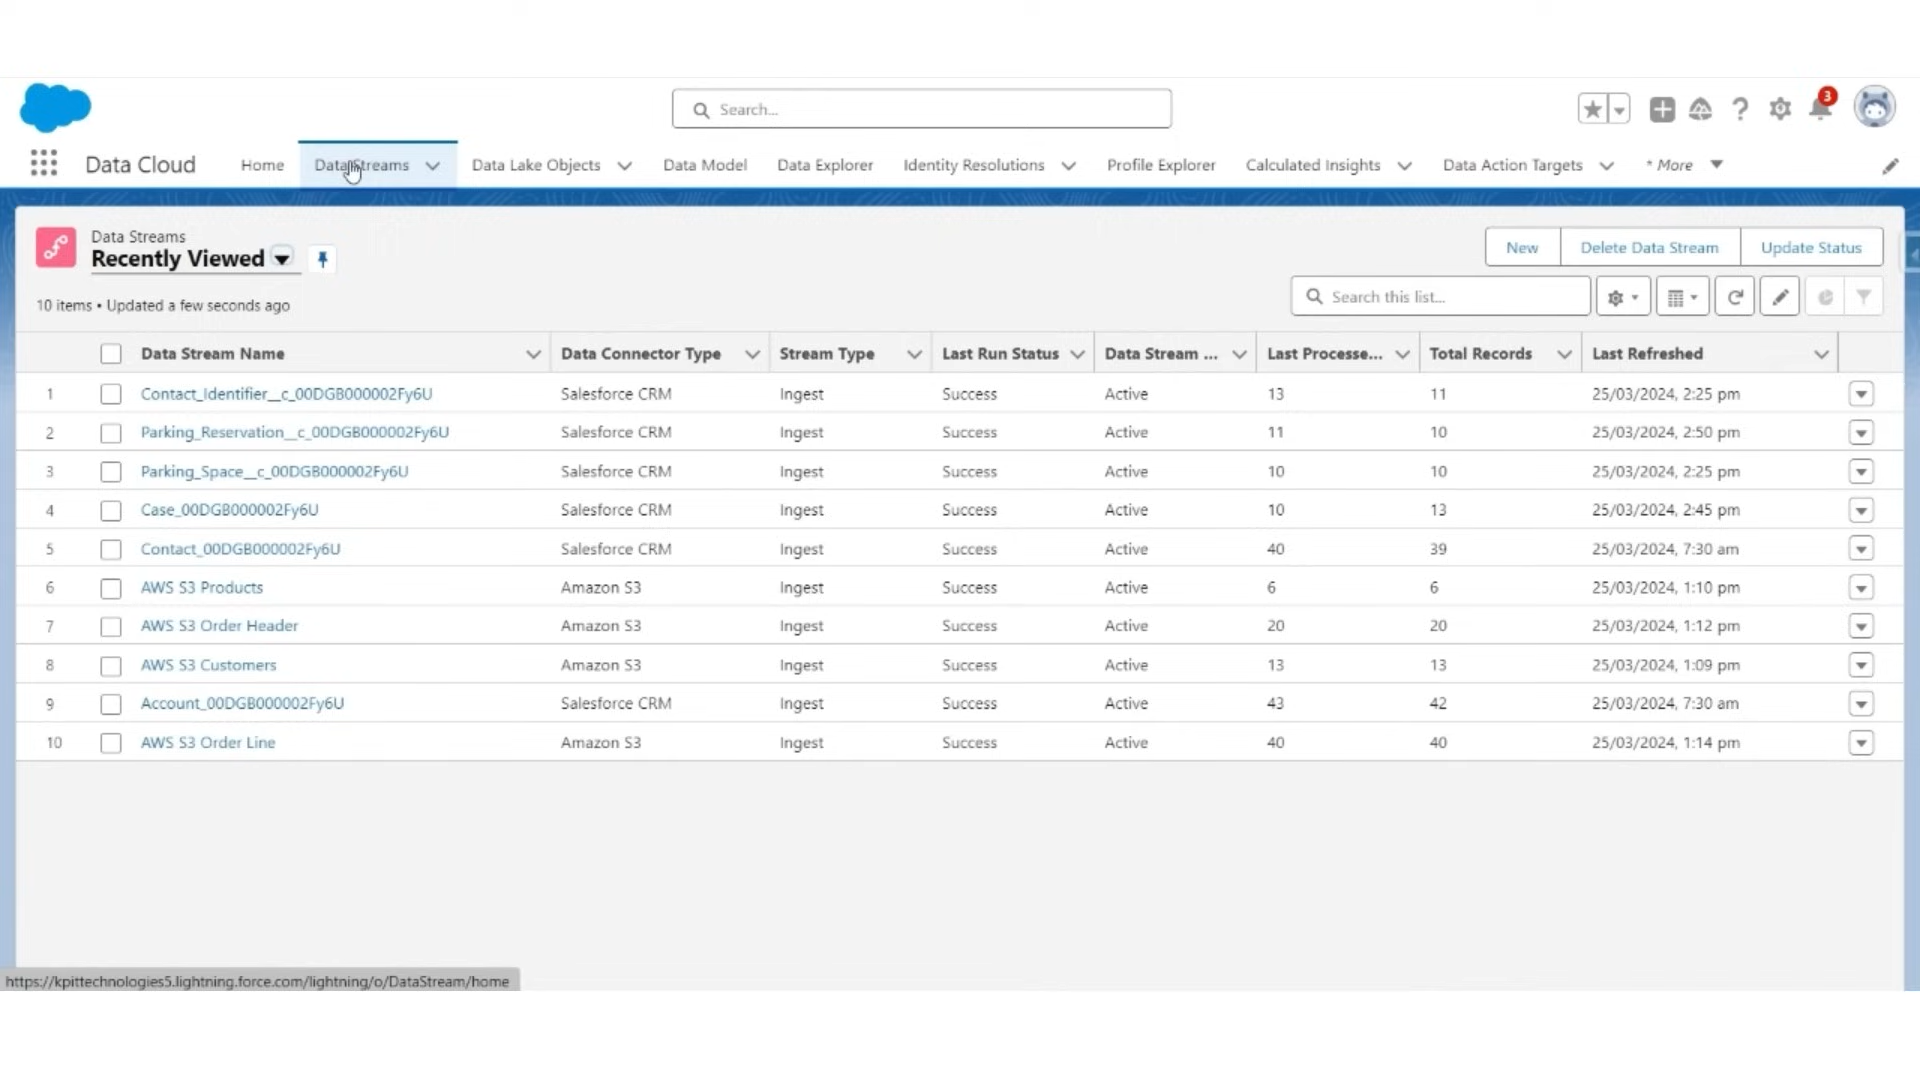 Search...
3
Data Cloud Home Data Streams Data Lake Objects Data Model Data Explorer Identity Resolutions Profile Explorer Calculated Insights Data Action Targets * More
Data Streams
Recently Viewed
New Delete Data Stream Update Status
10 items • Updated a few seconds ago
Search this list...
Data Stream Name Data Connector Type Stream Type Last Run Status Data Stream ... Last Processe... Total Records Last Refreshed
1 Contact_Identifier__c_00DGB000002Fy6U Salesforce CRM Ingest Success Active 13 11 25/03/2024, 2:25 pm
2 Parking_Reservation__c_00DGB000002Fy6U Salesforce CRM Ingest Success Active 11 10 25/03/2024, 2:50 pm
3 Parking_Space__c_00DGB000002Fy6U Salesforce CRM Ingest Success Active 10 10 25/03/2024, 2:25 pm
4 Case_00DGB000002Fy6U Salesforce CRM Ingest Success Active 10 13 25/03/2024, 2:45 pm
5 Contact_00DGB000002Fy6U Salesforce CRM Ingest Success Active 40 39 25/03/2024, 7:30 am
6 AWS S3 Products Amazon S3 Ingest Success Active 6 6 25/03/2024, 1:10 pm
7 AWS S3 Order Header Amazon S3 Ingest Success Active 20 20 25/03/2024, 1:12 pm
8 AWS S3 Customers Amazon S3 Ingest Success Active 13 13 25/03/2024, 1:09 pm
9 Account_00DGB000002Fy6U Salesforce CRM Ingest Success Active 43 42 25/03/2024, 7:30 am
10 AWS S3 Order Line Amazon S3 Ingest Success Active 40 40 25/03/2024, 1:14 pm
https://kpittechnologies5.lightning.force.com/lightning/o/DataStream/home